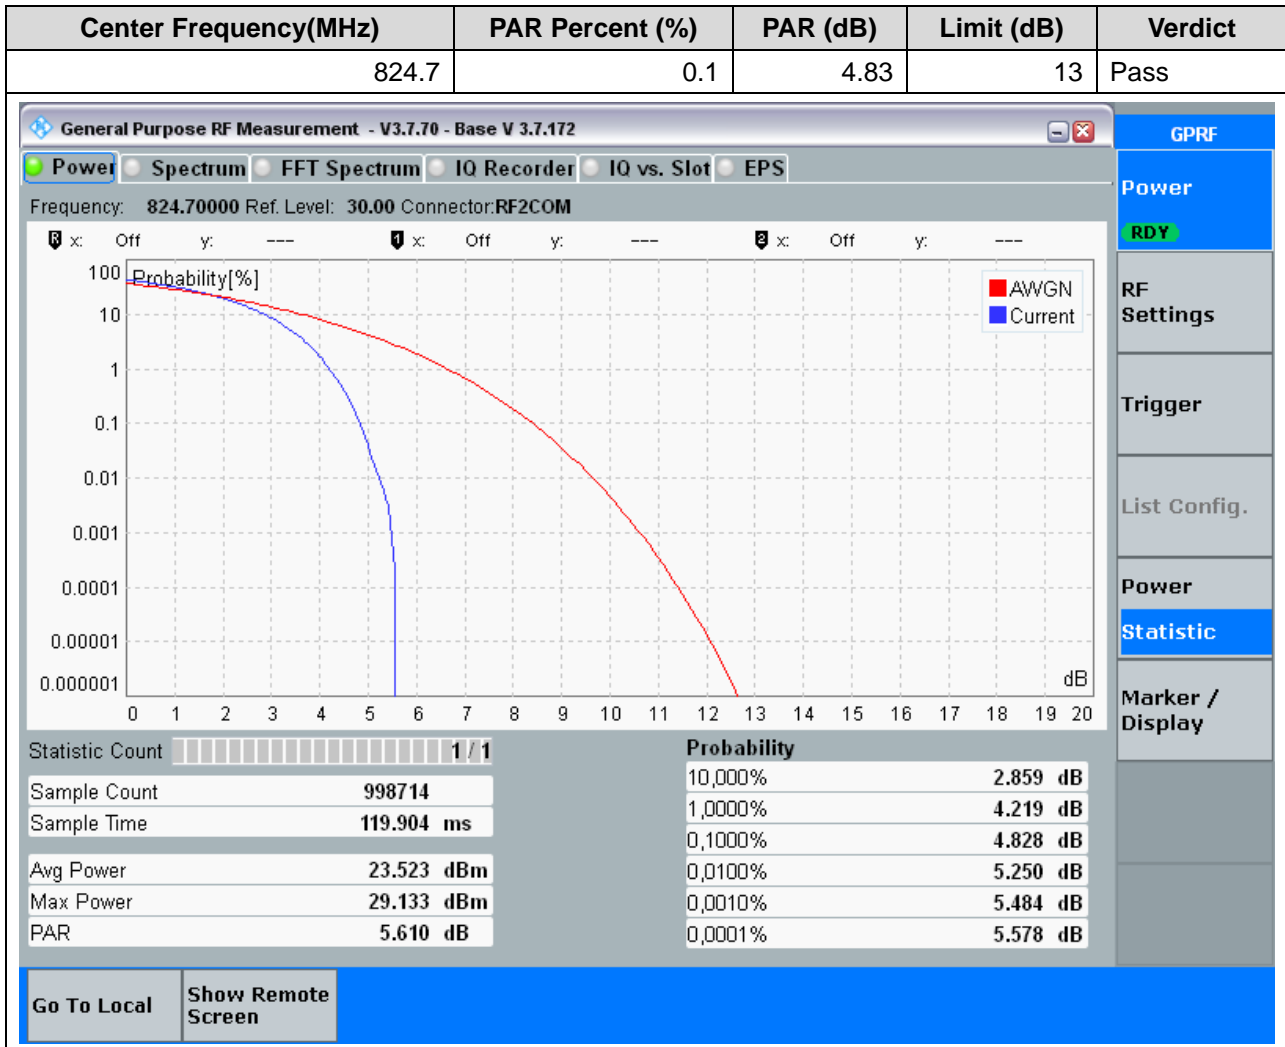 Center Frequency(MHz) PAR Percent (%) PAR (dB) Limit (dB) Verdict
824.7 0.1 4.83 13 Pass
General Purpose RF Measurement - V3.7.70 - Base V 3.7.172
GPRF
Power Spectrum FFT Spectrum IQ Recorder IQ vs. Slot EPS
Power
RDY
Frequency: 824.70000 Ref. Level: 30.00 Connector:RF2COM
R x: Off y: --- 1 x: Off y: --- 2 x: Off y: ---
Probability[%]
AWGN
Current
100
10
1
0.1
0.01
0.001
0.0001
0.00001
0.000001
dB
0 1 2 3 4 5 6 7 8 9 10 11 12 13 14 15 16 17 18 19 20
RF
Settings
Trigger
List Config.
Power
Statistic
Marker /
Display
Statistic Count 1 / 1
Sample Count 998714
Sample Time 119.904 ms
Avg Power 23.523 dBm
Max Power 29.133 dBm
PAR 5.610 dB
Probability
10,000% 2.859 dB
1,0000% 4.219 dB
0,1000% 4.828 dB
0,0100% 5.250 dB
0,0010% 5.484 dB
0,0001% 5.578 dB
Go To Local
Show Remote
Screen